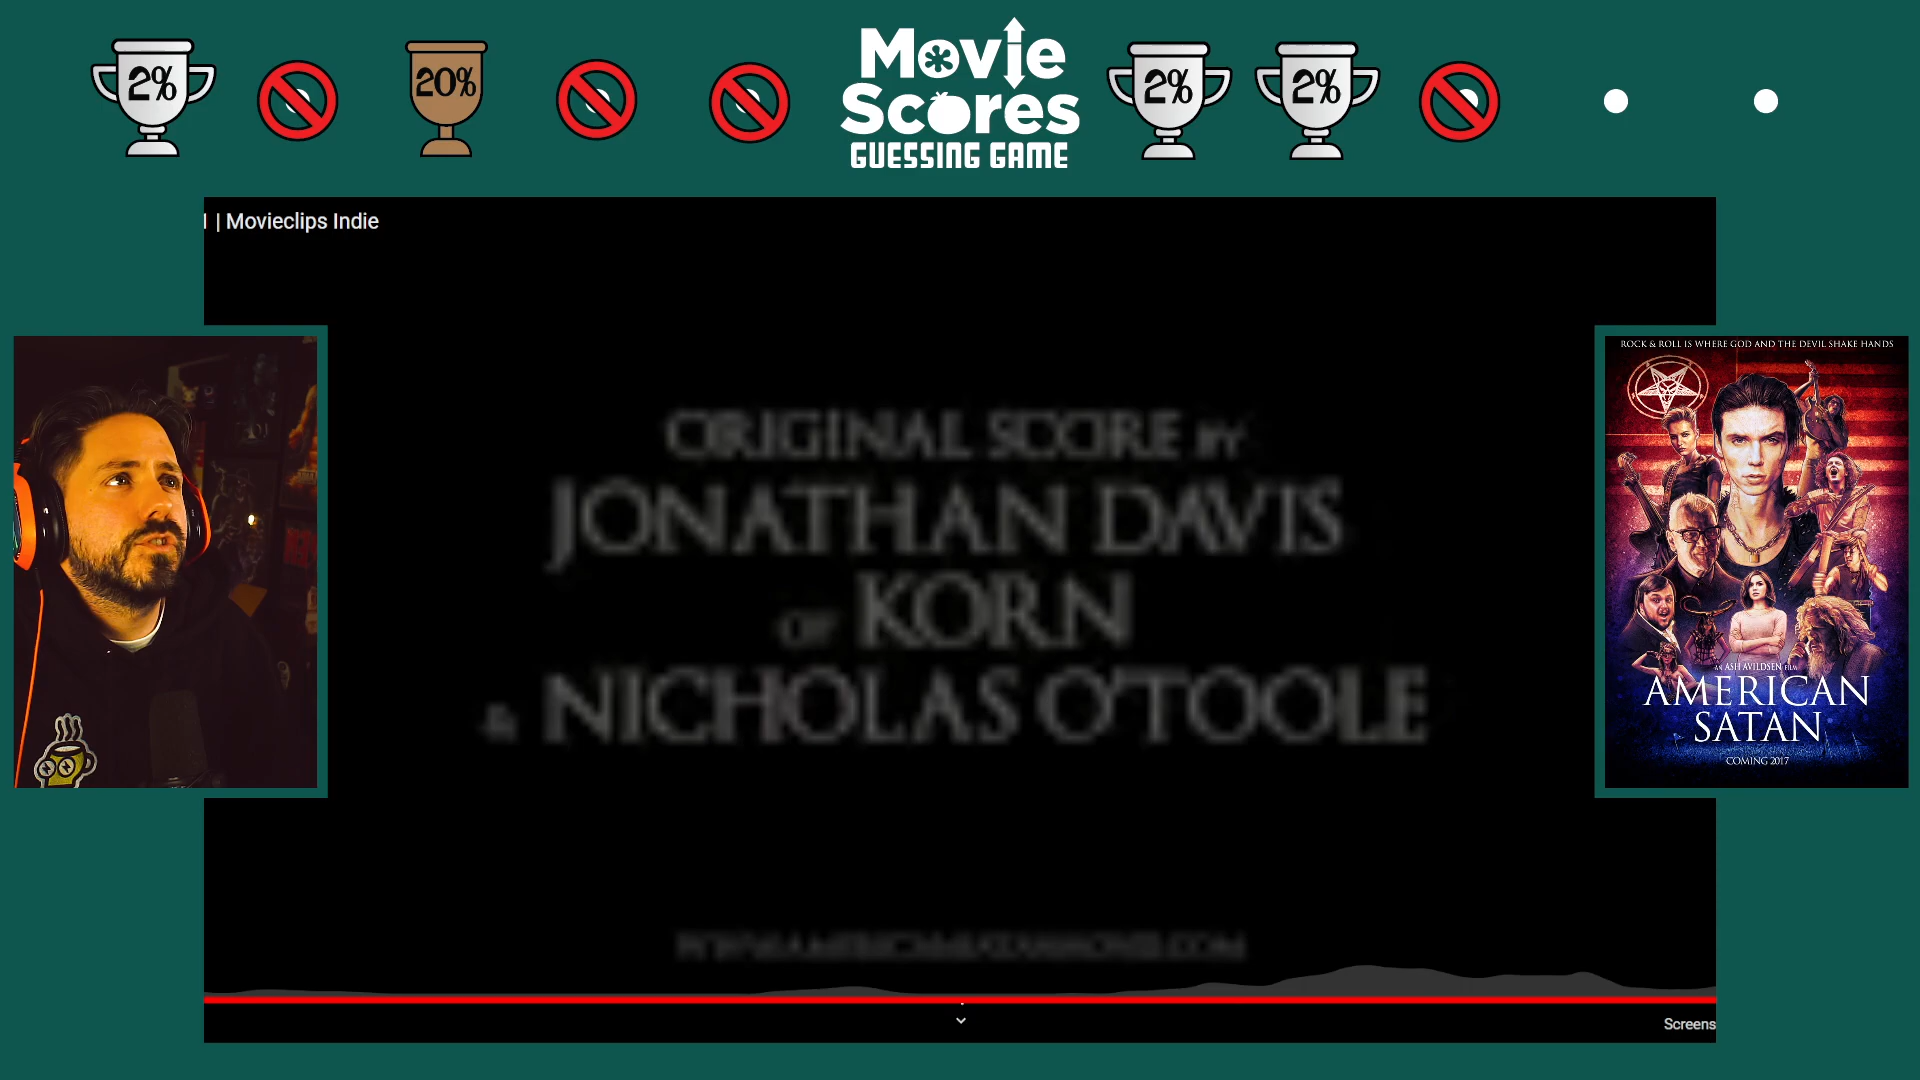 2%
20%
Movie
Scores
GUESSING GAME
2%
2%
| Movieclips Indie
ORIGINAL SCORE BY
JONATHAN DAVIS
OF KORN
& NICHOLAS O'TOOLE
ROCK & ROLL IS WHERE GOD AND THE DEVIL SHAKE HANDS
AN ASH AVILDSEN FILM
AMERICAN
SATAN
COMING 2017
Screens